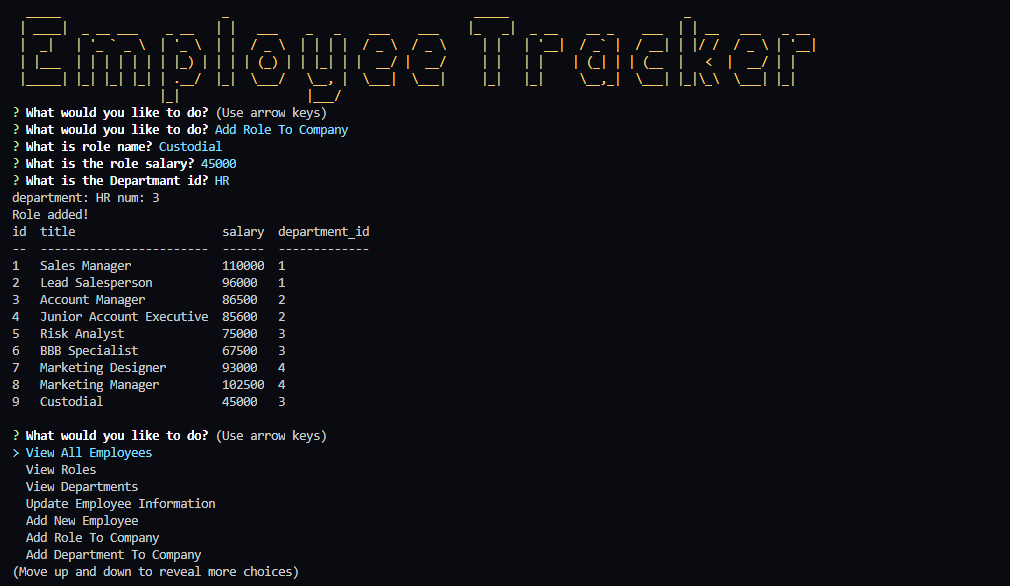 Employee Tracker
? What would you like to do? (Use arrow keys)
? What would you like to do? Add Role To Company
? What is role name? Custodial
? What is the role salary? 45000
? What is the Departmant id? HR
department: HR num: 3
Role added!
id  title                     salary  department_id
--  ------------------------  ------  -------------
1   Sales Manager             110000  1
2   Lead Salesperson          96000   1
3   Account Manager           86500   2
4   Junior Account Executive  85600   2
5   Risk Analyst              75000   3
6   BBB Specialist            67500   3
7   Marketing Designer        93000   4
8   Marketing Manager         102500  4
9   Custodial                 45000   3
? What would you like to do? (Use arrow keys)
> View All Employees
  View Roles
  View Departments
  Update Employee Information
  Add New Employee
  Add Role To Company
  Add Department To Company
(Move up and down to reveal more choices)